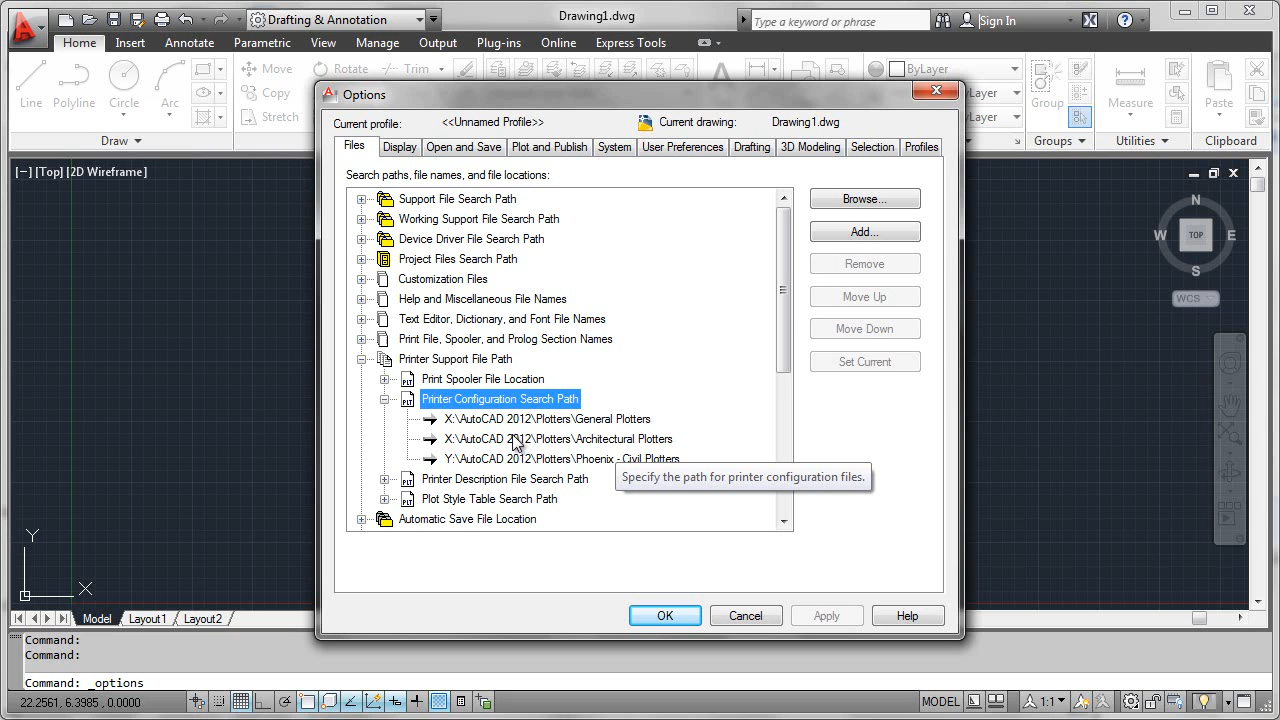 Drafting & Annotation
Drawing1.dwg
Type a keyword or phrase
Sign In
Home Insert Annotate Parametric View Manage Output Plug-ins Online Express Tools
Line
Polyline
Circle
Arc
Move
Copy
Stretch
Rotate
Trim
ByLayer
ByLayer
ByLayer
Group
Measure
Paste
Draw
Groups
Utilities
Clipboard
[−][Top][2D Wireframe]
Options
Current profile: <<Unnamed Profile>> Current drawing: Drawing1.dwg
Files Display Open and Save Plot and Publish System User Preferences Drafting 3D Modeling Selection Profiles
Search paths, file names, and file locations:
Support File Search Path
Working Support File Search Path
Device Driver File Search Path
Project Files Search Path
Customization Files
Help and Miscellaneous File Names
Text Editor, Dictionary, and Font File Names
Print File, Spooler, and Prolog Section Names
Printer Support File Path
Print Spooler File Location
Printer Configuration Search Path
X:\AutoCAD 2012\Plotters\General Plotters
X:\AutoCAD 2012\Plotters\Architectural Plotters
Y:\AutoCAD 2012\Plotters\Phoenix - Civil Plotters
Printer Description File Search Path
Plot Style Table Search Path
Automatic Save File Location
Specify the path for printer configuration files.
Browse...
Add...
Remove
Move Up
Move Down
Set Current
OK Cancel Apply Help
N
W TOP E
S
WCS
Y
X
Model Layout1 Layout2
Command:
Command:
Command: _options
22.2561, 6.3985, 0.0000
MODEL
1:1